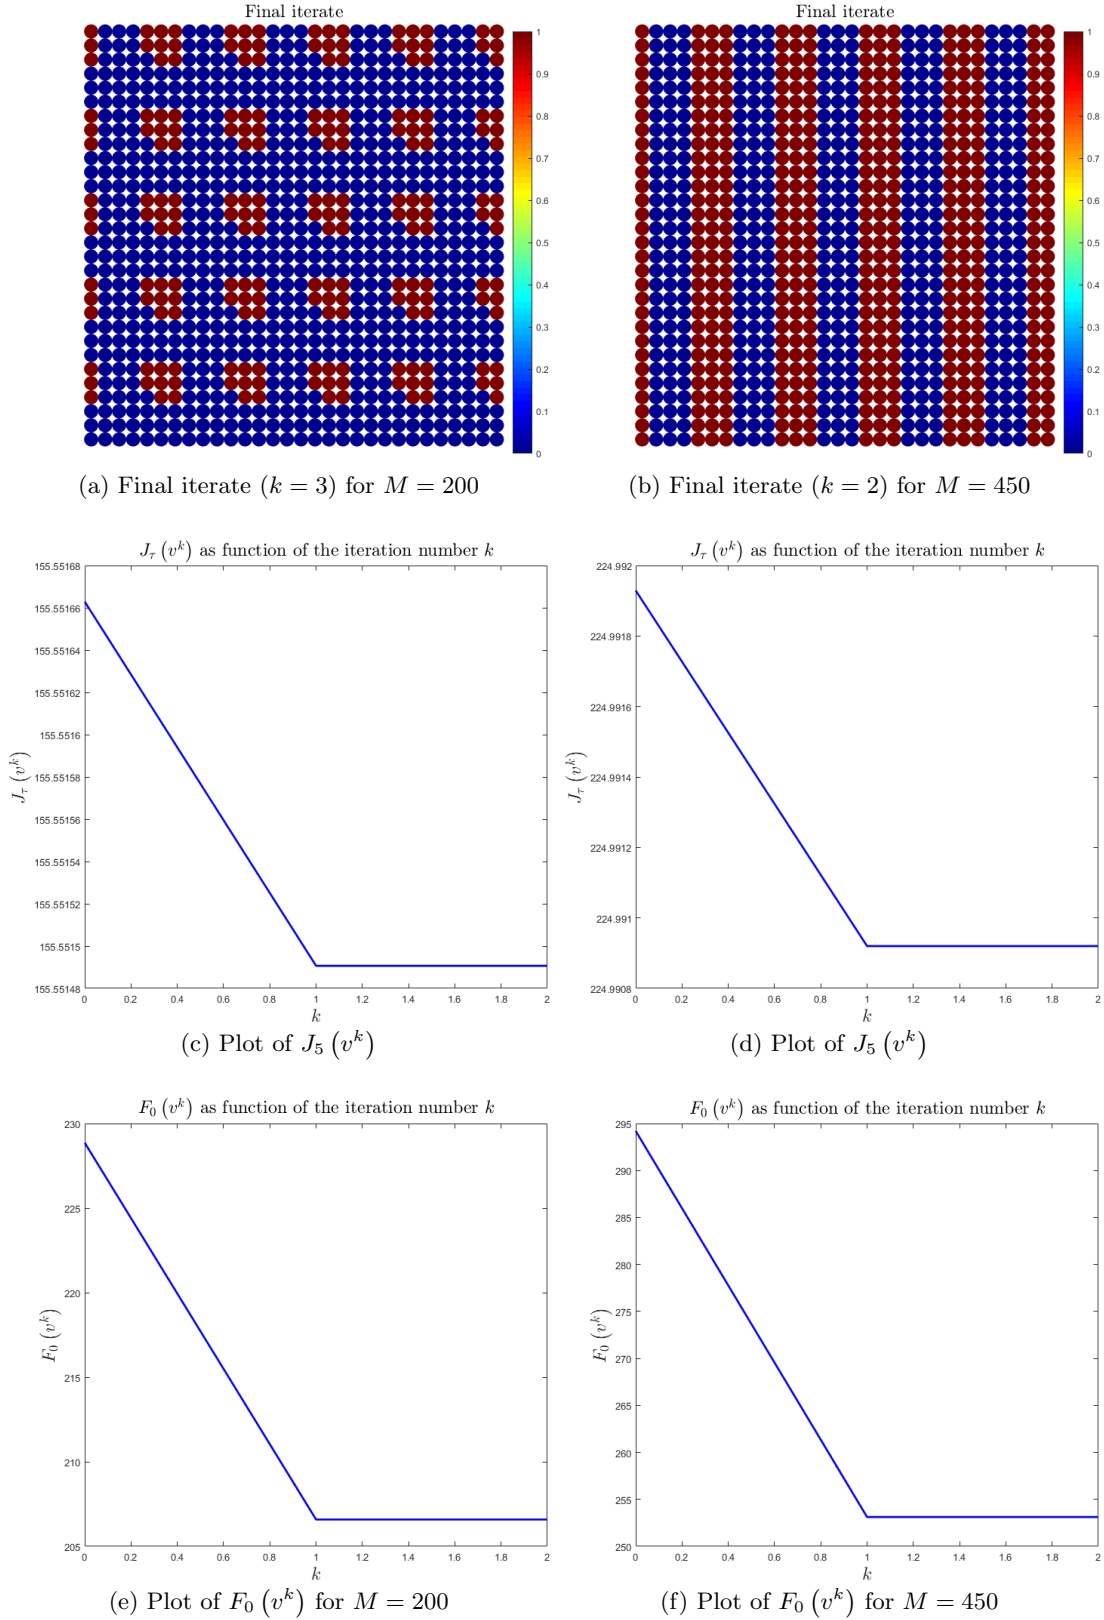 Final iterate
1
0.9
0.8
0.7
0.6
0.5
0.4
0.3
0.2
0.1
0
(a) Final iterate (k = 3) for M = 200
Final iterate
1
0.9
0.8
0.7
0.6
0.5
0.4
0.3
0.2
0.1
0
(b) Final iterate (k = 2) for M = 450
J_τ (v^k) as function of the iteration number k
155.55168
155.55166
155.55164
155.55162
155.5516
155.55158
155.55156
155.55154
155.55152
155.5515
155.55148
J_τ (v^k)
0 0.2 0.4 0.6 0.8 1 1.2 1.4 1.6 1.8 2
k
(c) Plot of J_5 (v^k)
J_τ (v^k) as function of the iteration number k
224.992
224.9918
224.9916
224.9914
224.9912
224.991
224.9908
J_τ (v^k)
0 0.2 0.4 0.6 0.8 1 1.2 1.4 1.6 1.8 2
k
(d) Plot of J_5 (v^k)
F_0 (v^k) as function of the iteration number k
230
225
220
215
210
205
F_0 (v^k)
0 0.2 0.4 0.6 0.8 1 1.2 1.4 1.6 1.8 2
k
(e) Plot of F_0 (v^k) for M = 200
F_0 (v^k) as function of the iteration number k
295
290
285
280
275
270
265
260
255
250
F_0 (v^k)
0 0.2 0.4 0.6 0.8 1 1.2 1.4 1.6 1.8 2
k
(f) Plot of F_0 (v^k) for M = 450